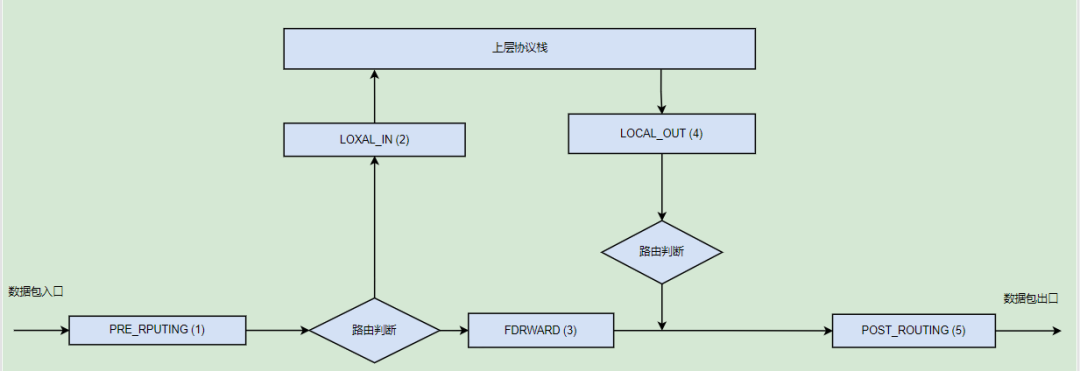 上层协议栈
LOXAL_IN (2)
LOCAL_OUT (4)
路由判断
数据包入口
数据包出口
PRE_RPUTING (1)
路由判断
FDRWARD (3)
POST_ROUTING (5)